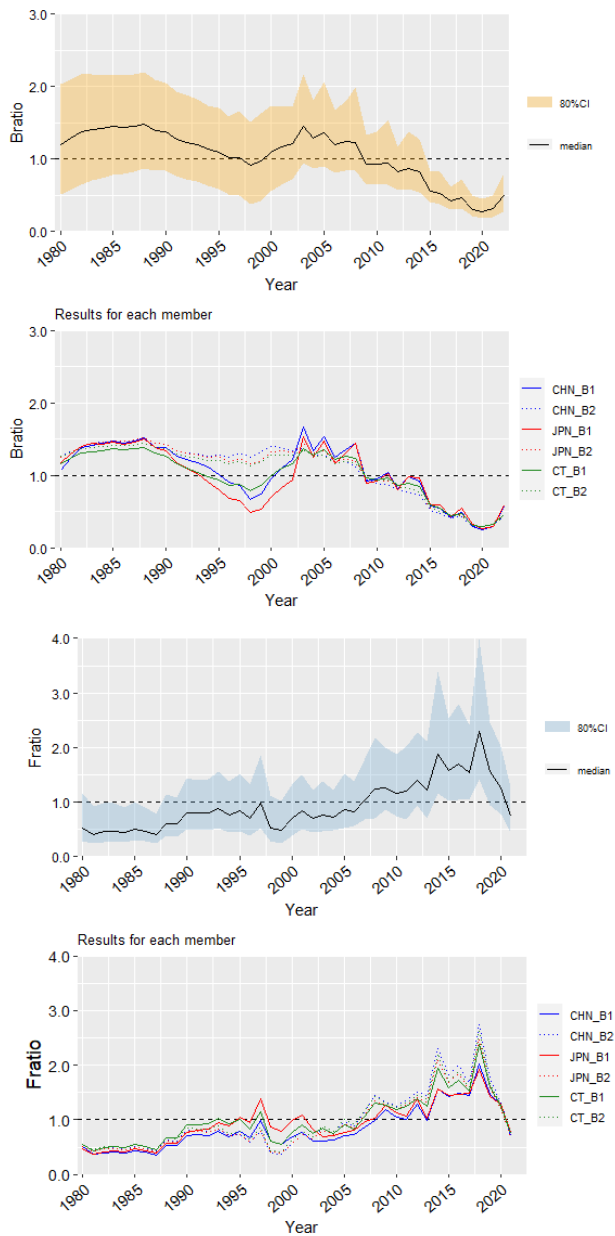 3.0
2.0
1.0
0.0
Bratio
1980
1985
1990
1995
2000
2005
2010
2015
2020
Year
80%CI
median
Results for each member
3.0
2.0
1.0
0.0
Bratio
1980
1985
1990
1995
2000
2005
2010
2015
2020
Year
CHN_B1
CHN_B2
JPN_B1
JPN_B2
CT_B1
CT_B2
4.0
3.0
2.0
1.0
0.0
Fratio
1980
1985
1990
1995
2000
2005
2010
2015
2020
Year
80%CI
median
Results for each member
4.0
3.0
2.0
1.0
0.0
Fratio
1980
1985
1990
1995
2000
2005
2010
2015
2020
Year
CHN_B1
CHN_B2
JPN_B1
JPN_B2
CT_B1
CT_B2